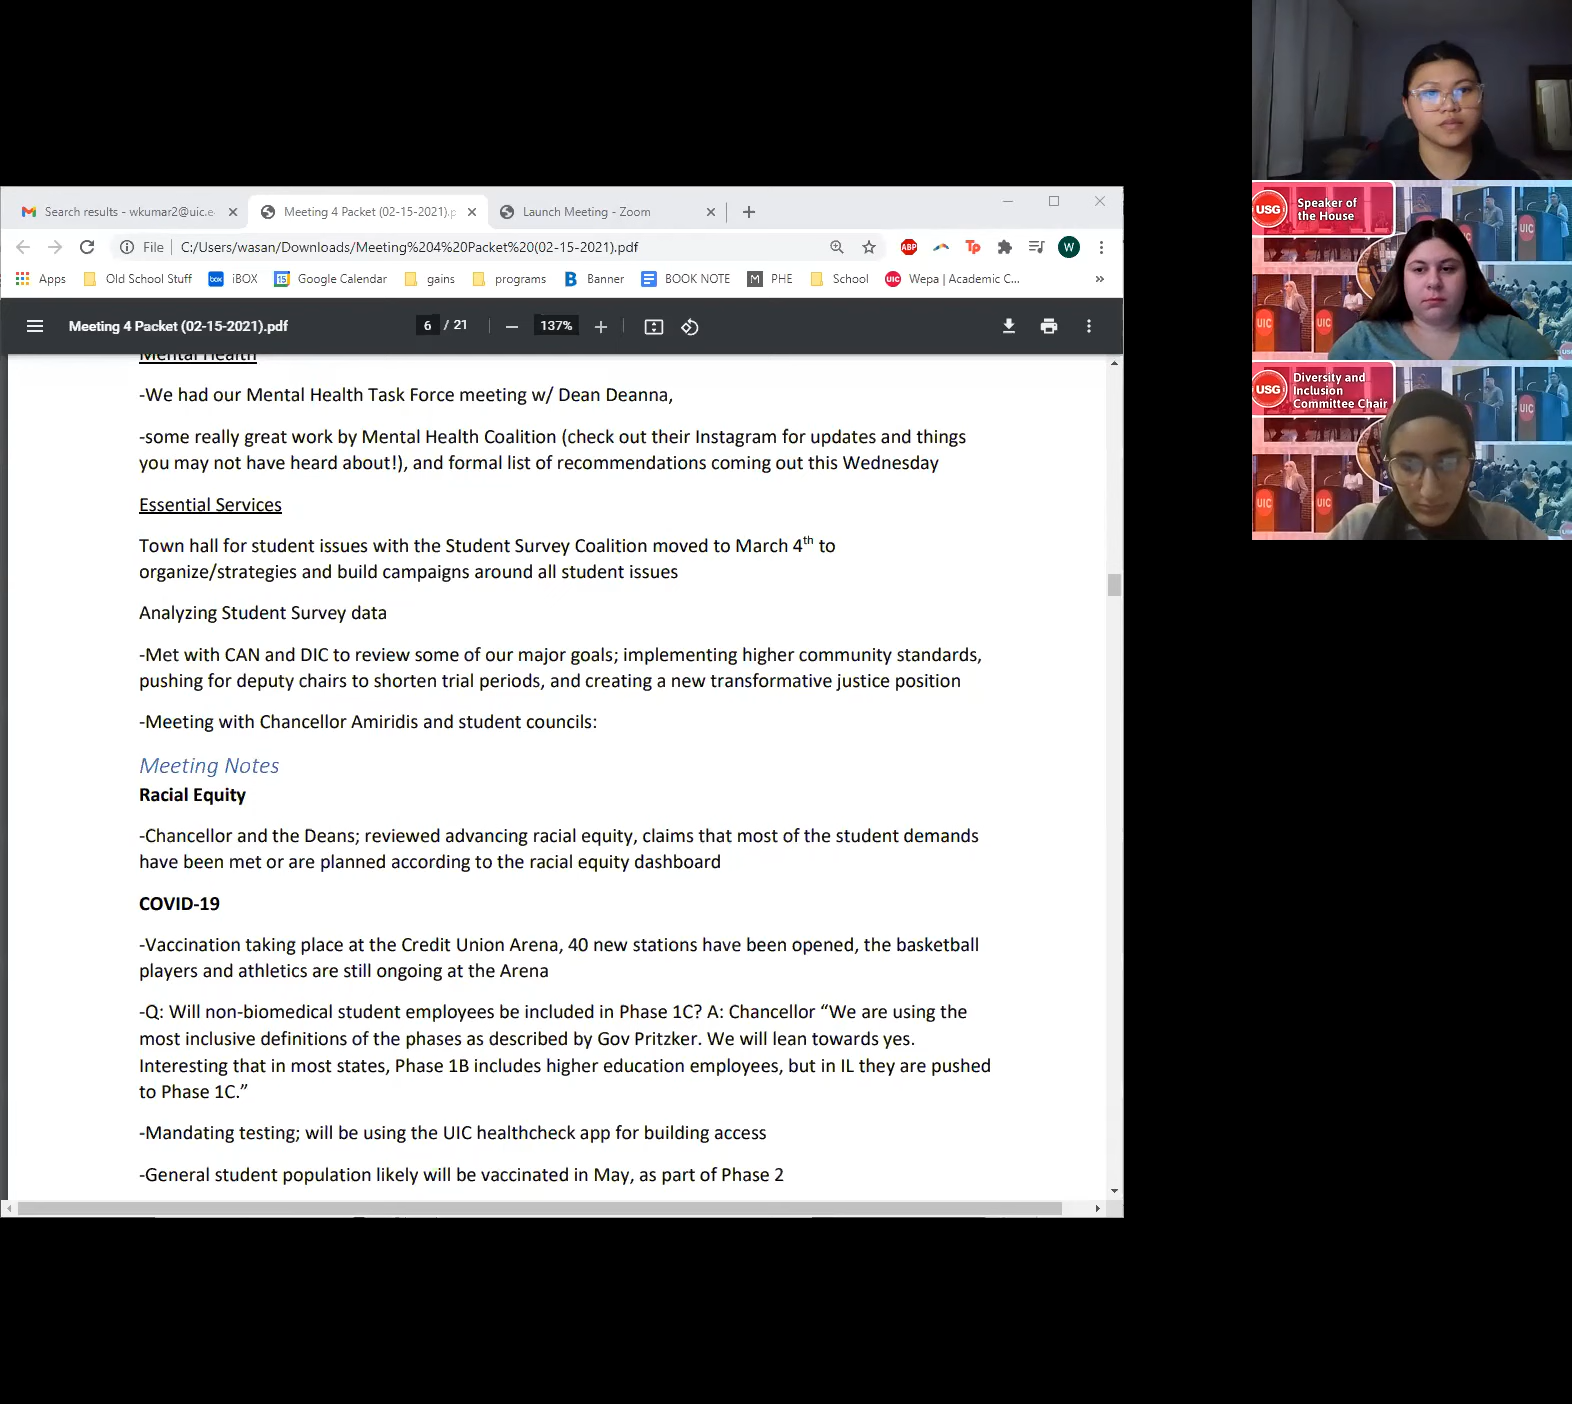 Search results - wkumar2@uic.e
Meeting 4 Packet (02-15-2021).p
Launch Meeting - Zoom
File
C:/Users/wasan/Downloads/Meeting%204%20Packet%20(02-15-2021).pdf
ABP
Tp
W
Apps
Old School Stuff
box
iBOX
15
Google Calendar
gains
programs
B
Banner
BOOK NOTE
M
PHE
School
UIC
Wepa | Academic C...
»
Meeting 4 Packet (02-15-2021).pdf
6 / 21
137%
Mental Health
-We had our Mental Health Task Force meeting w/ Dean Deanna,
-some really great work by Mental Health Coalition (check out their Instagram for updates and things
you may not have heard about!), and formal list of recommendations coming out this Wednesday
Essential Services
Town hall for student issues with the Student Survey Coalition moved to March 4th to
organize/strategies and build campaigns around all student issues
Analyzing Student Survey data
-Met with CAN and DIC to review some of our major goals; implementing higher community standards,
pushing for deputy chairs to shorten trial periods, and creating a new transformative justice position
-Meeting with Chancellor Amiridis and student councils:
Meeting Notes
Racial Equity
-Chancellor and the Deans; reviewed advancing racial equity, claims that most of the student demands
have been met or are planned according to the racial equity dashboard
COVID-19
-Vaccination taking place at the Credit Union Arena, 40 new stations have been opened, the basketball
players and athletics are still ongoing at the Arena
-Q: Will non-biomedical student employees be included in Phase 1C? A: Chancellor “We are using the
most inclusive definitions of the phases as described by Gov Pritzker. We will lean towards yes.
Interesting that in most states, Phase 1B includes higher education employees, but in IL they are pushed
to Phase 1C.”
-Mandating testing; will be using the UIC healthcheck app for building access
-General student population likely will be vaccinated in May, as part of Phase 2
USG
Speaker of
the House
UIC
UIC
UIC
USG
Diversity and
Inclusion
Committee Chair
UIC
UIC
UIC